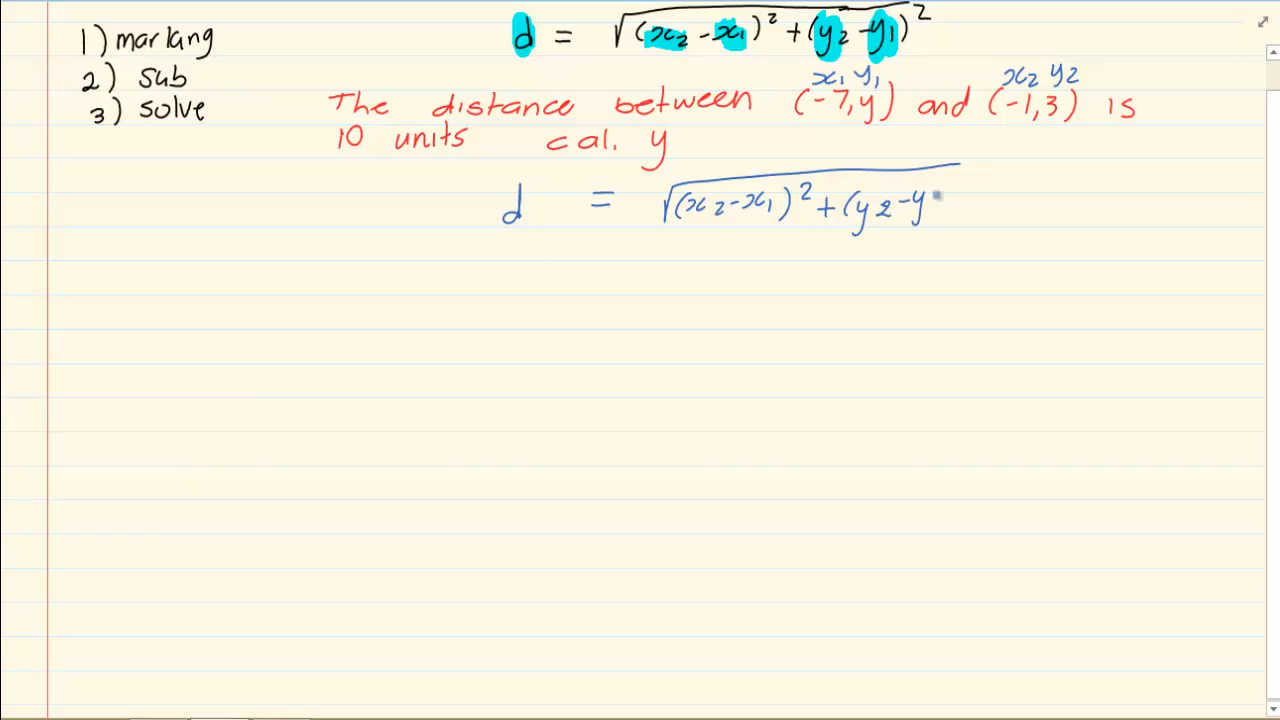 d = √(x₂ - x₁)² + (y₂ - y₁)²
1) marlang
2) sub
3) solve
x₁ y₁ x₂ y₂
The distance between (-7, y) and (-1, 3) is
10 units cal. y
d = √(x₂ - x₁)² + (y₂ - y